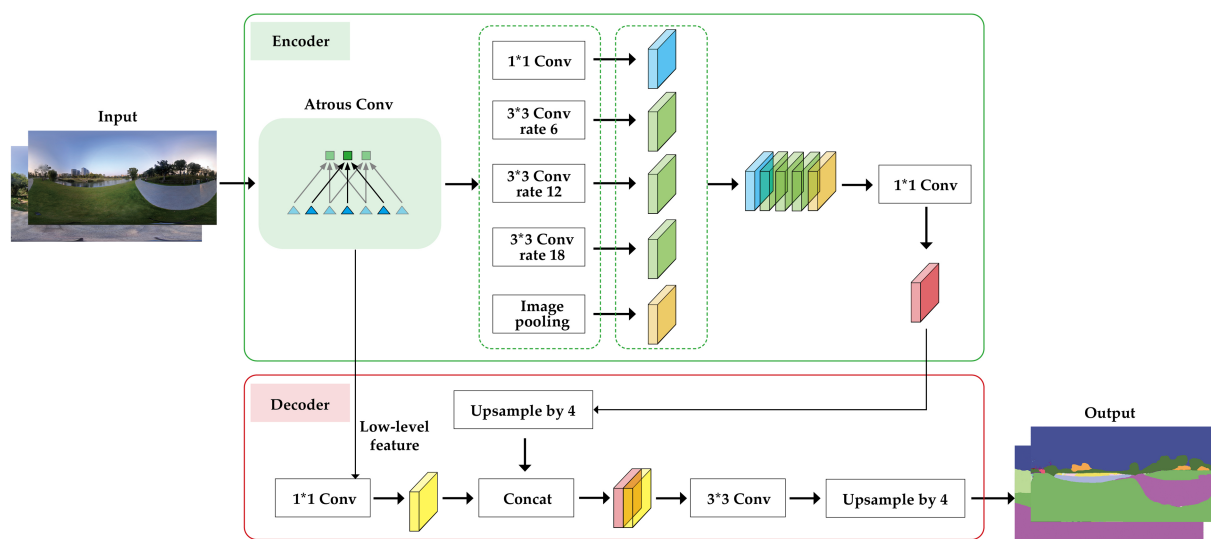 Encoder
Input
Atrous Conv
1*1 Conv
3*3 Conv
rate 6
3*3 Conv
rate 12
3*3 Conv
rate 18
Image
pooling
1*1 Conv
Decoder
Low-level
feature
Upsample by 4
1*1 Conv
Concat
3*3 Conv
Upsample by 4
Output